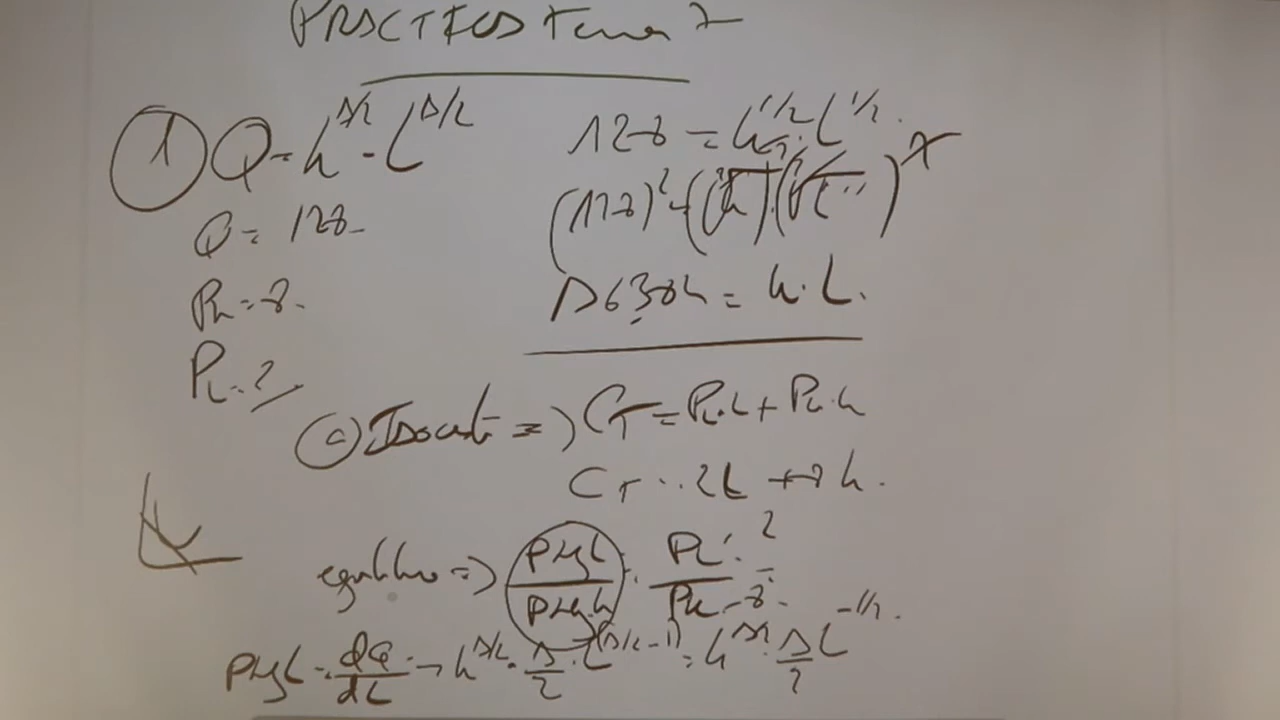 PRACTICOS Tema 7
① Q = K^1/2 · L^1/2
Q = 128
Pk = 8
PL = 2
128 = K^1/2 · L^1/2
(128)^2 = (√K)(√L)^2
16384 = K · L
a) Isocoste => CT = PL · L + Pk · K
CT = 2L + 8K
equilibrio => PMgL / PMgK = PL / Pk = 2 / 8
PMgL = dQ / dL → K^1/2 · 1/2 · L^(1/2 - 1) = K^1/2 · 1/2 L^-1/2